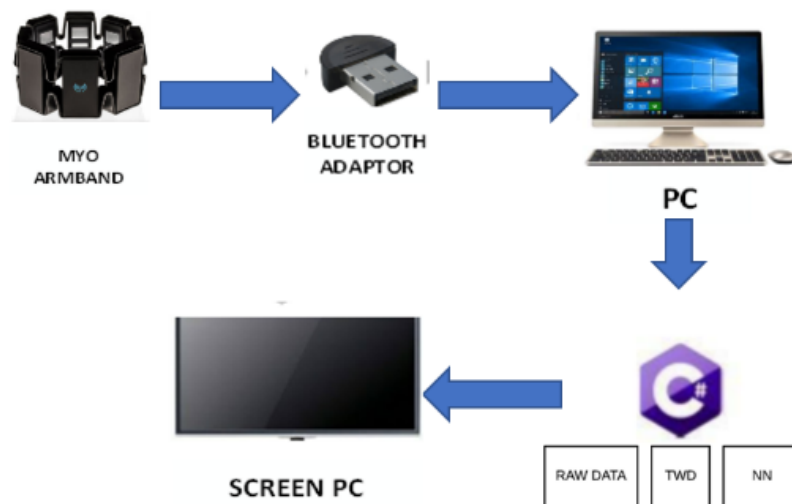 MYO
ARMBAND
BLUETOOTH
ADAPTOR
PC
C#
RAW DATA
TWD
NN
SCREEN PC